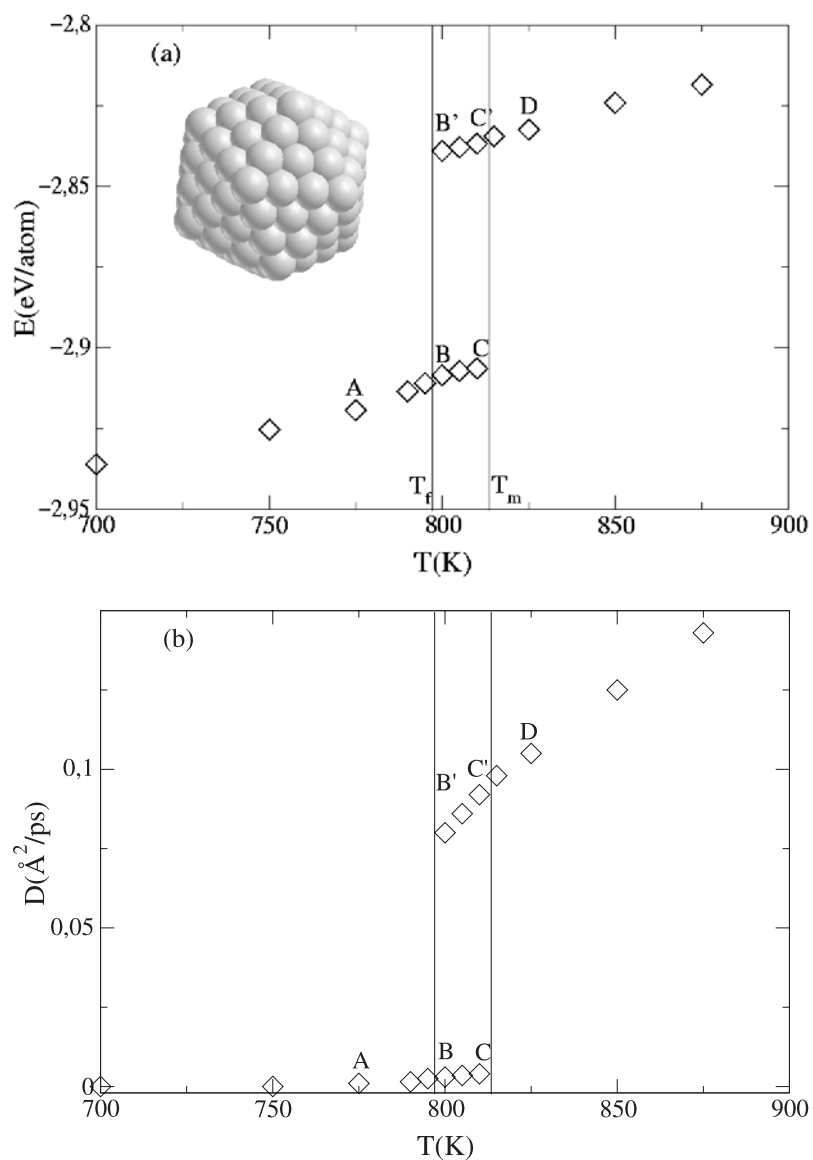 −2,8
(a)
B' C' D
−2,85
E(eV/atom)
−2,9
A B C
T_f T_m
−2,95
700 750 800 850 900
T(K)
(b)
D
0,1
B' C'
D(Å²/ps)
0,05
A B C
0
700 750 800 850 900
T(K)